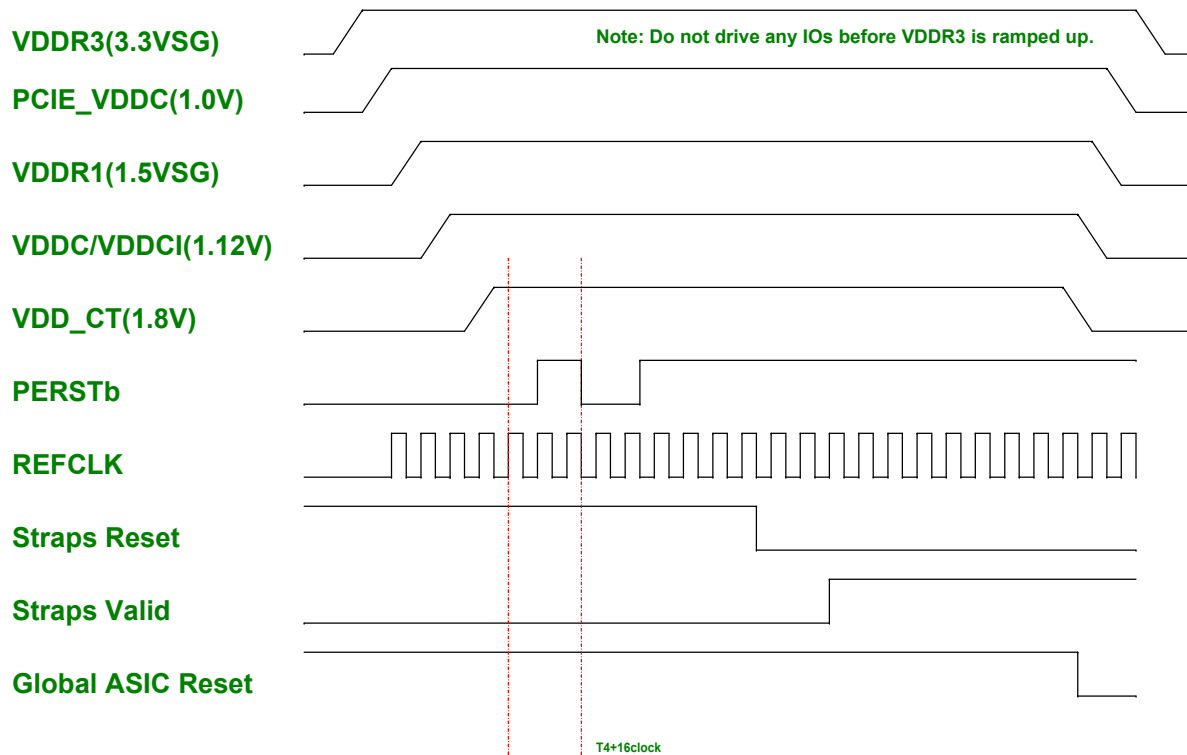 VDDR3(3.3VSG)
Note: Do not drive any IOs before VDDR3 is ramped up.
PCIE_VDDC(1.0V)
VDDR1(1.5VSG)
VDDC/VDDCI(1.12V)
VDD_CT(1.8V)
PERSTb
REFCLK
Straps Reset
Straps Valid
Global ASIC Reset
T4+16clock